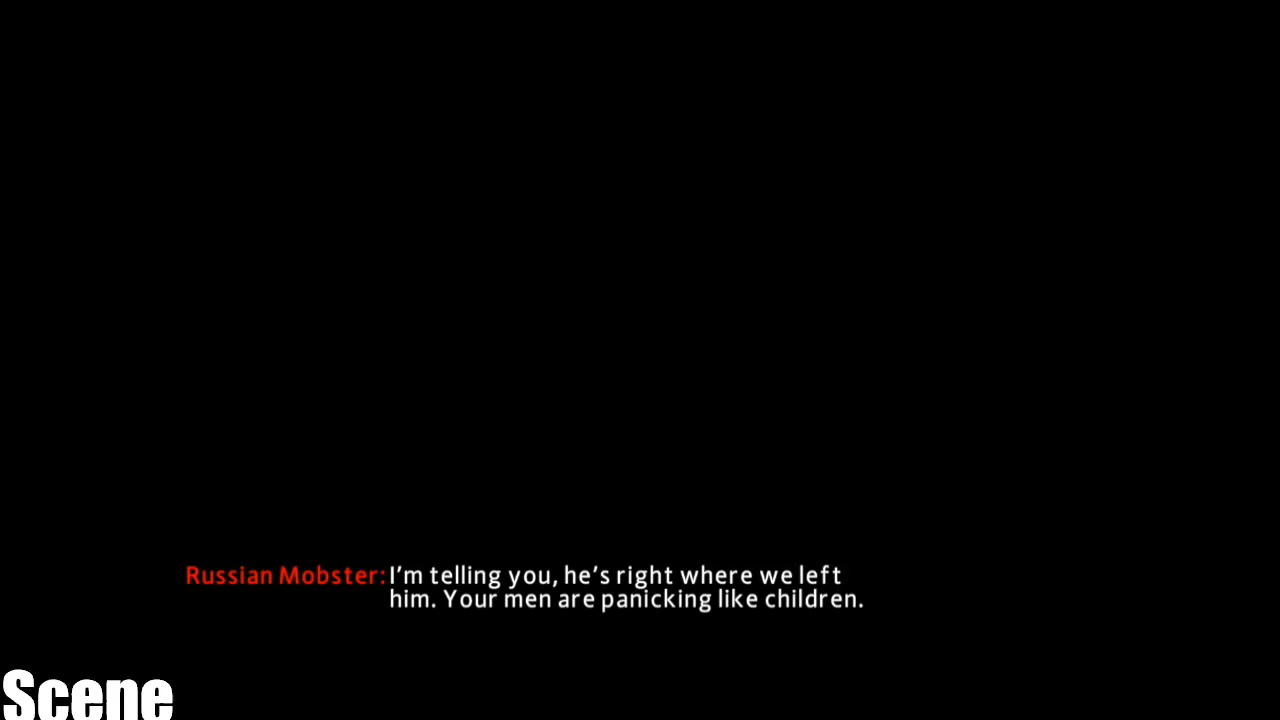 Russian Mobster: I'm telling you, he's right where we left
him. Your men are panicking like children.
Scene